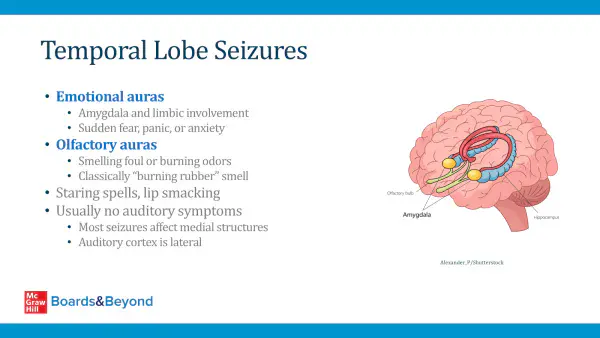 Temporal Lobe Seizures
• Emotional auras
• Amygdala and limbic involvement
• Sudden fear, panic, or anxiety
• Olfactory auras
• Smelling foul or burning odors
• Classically “burning rubber” smell
• Staring spells, lip smacking
• Usually no auditory symptoms
• Most seizures affect medial structures
• Auditory cortex is lateral
Olfactory bulb
Amygdala
Hippocampus
Alexander_P/Shutterstock
Mc
Graw
Hill
Boards&Beyond